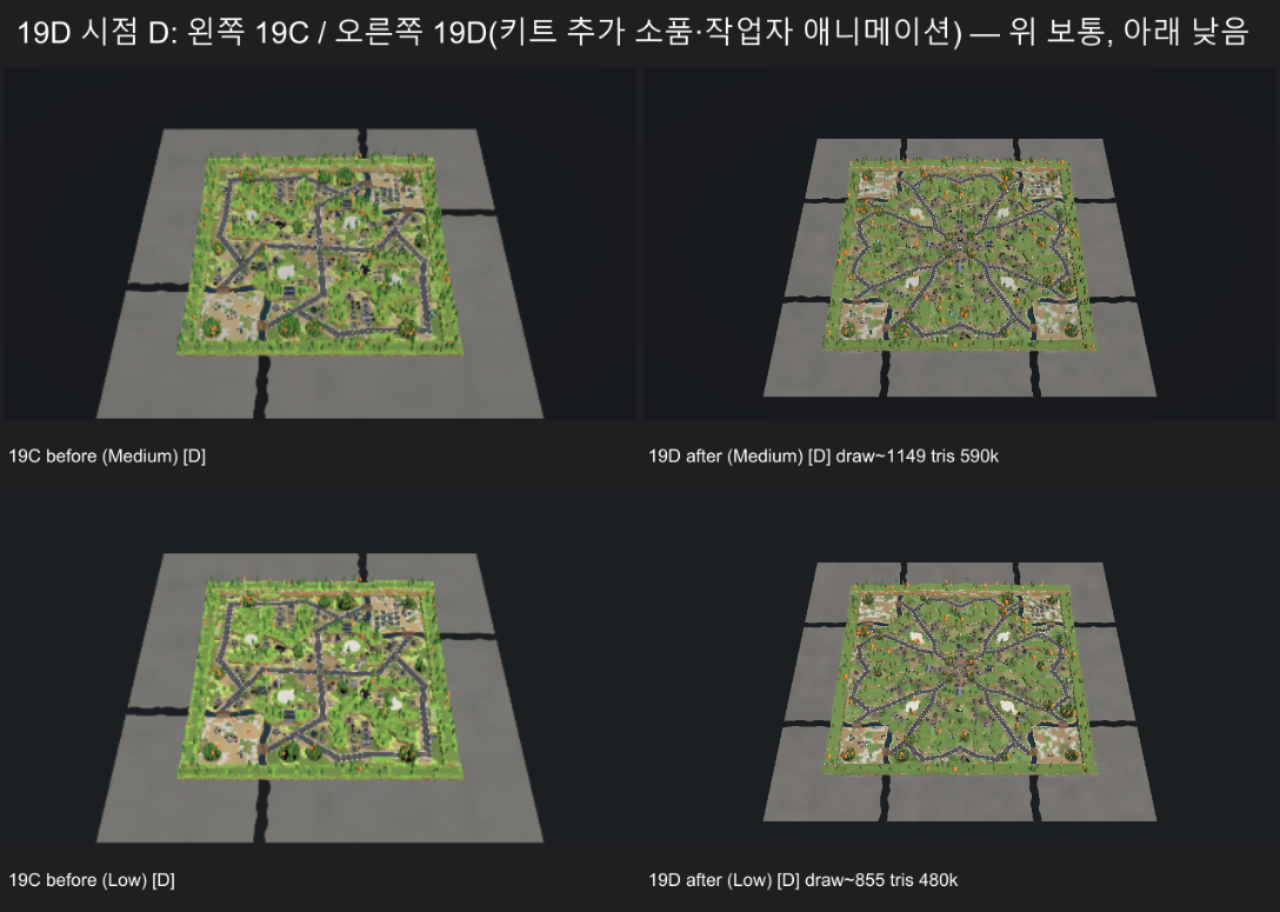 19D 시점 D: 왼쪽 19C / 오른쪽 19D(키트 추가 소품·작업자 애니메이션) — 위 보통, 아래 낮음
19C before (Medium) [D]
19D after (Medium) [D] draw~1149 tris 590k
19C before (Low) [D]
19D after (Low) [D] draw~855 tris 480k